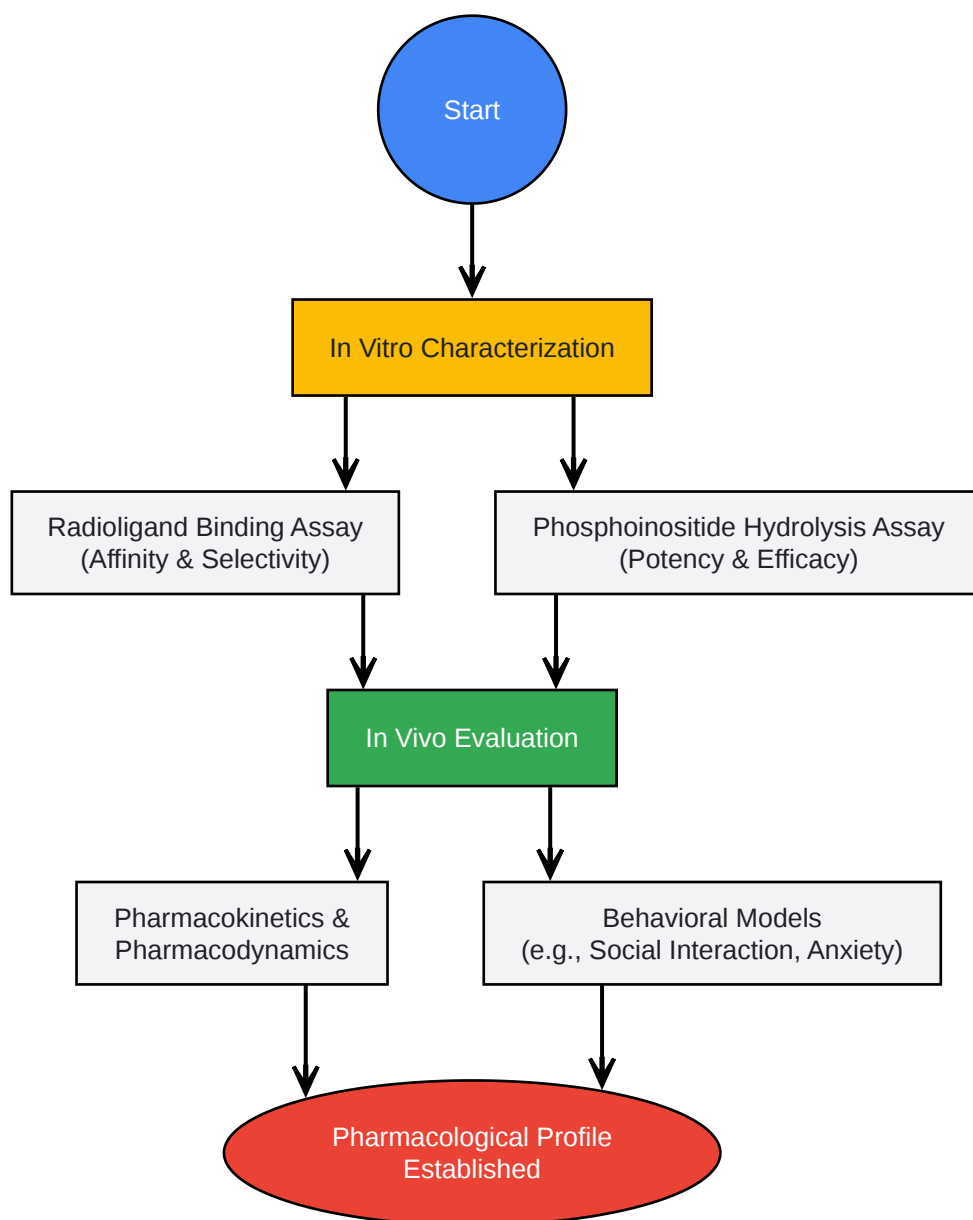 Start
In Vitro Characterization
Radioligand Binding Assay
(Affinity & Selectivity)
Phosphoinositide Hydrolysis Assay
(Potency & Efficacy)
In Vivo Evaluation
Pharmacokinetics &
Pharmacodynamics
Behavioral Models
(e.g., Social Interaction, Anxiety)
Pharmacological Profile
Established